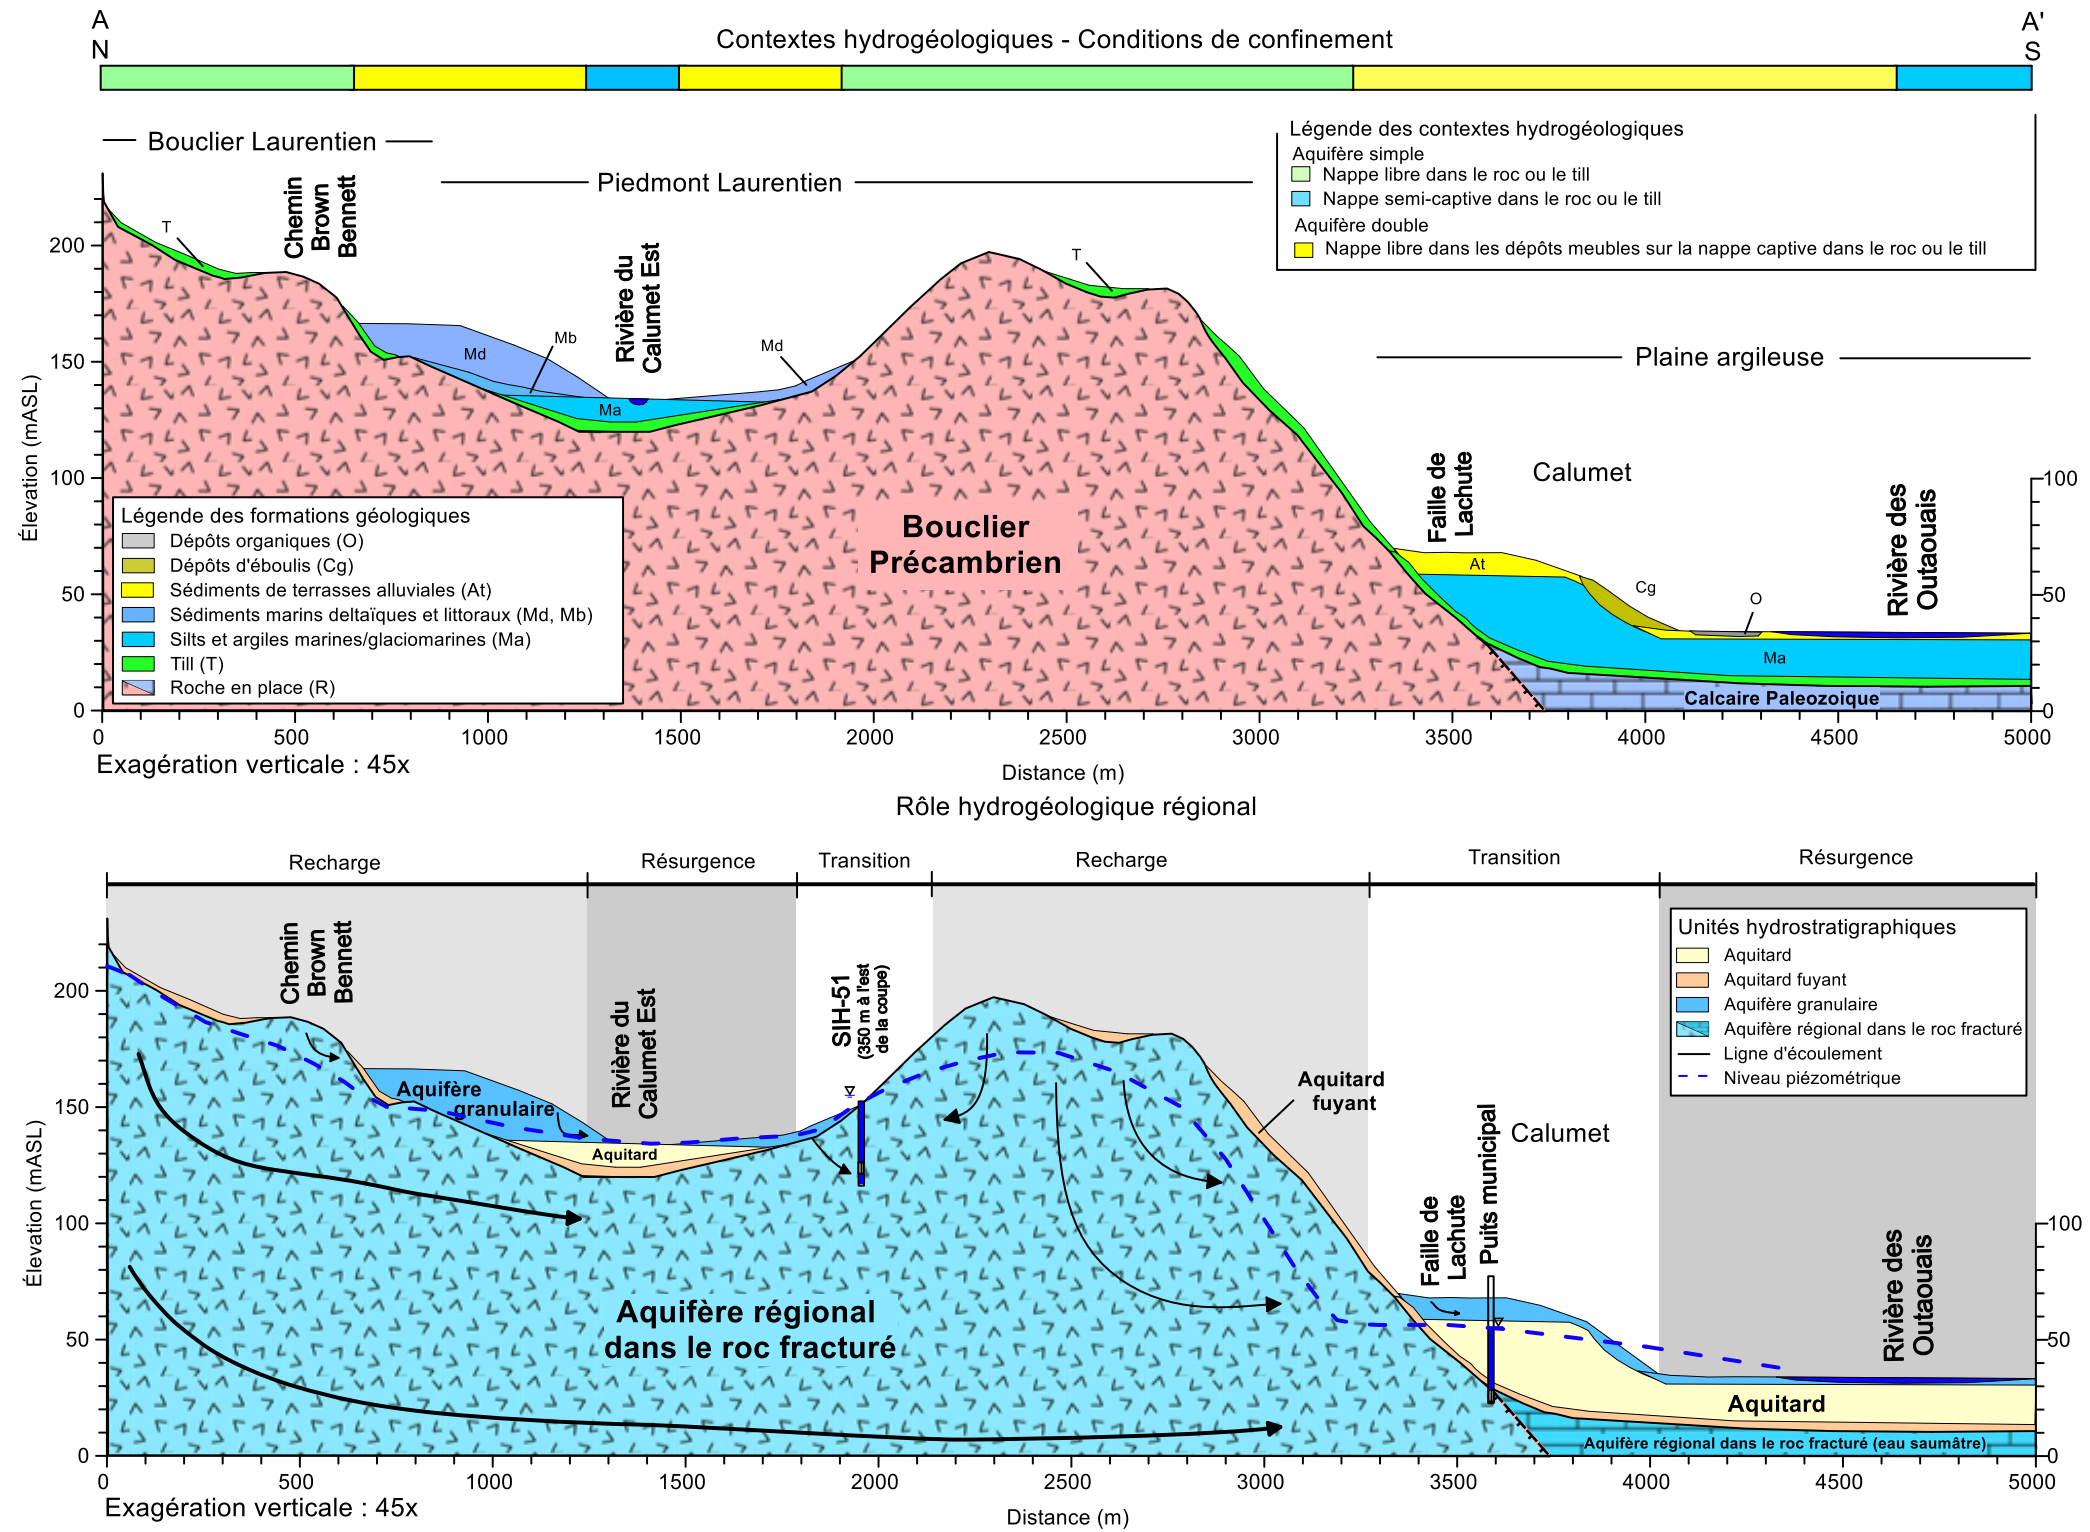 A
N
A'
S
Contextes hydrogéologiques - Conditions de confinement
Bouclier Laurentien
Piedmont Laurentien
Légende des contextes hydrogéologiques
Aquifère simple
Nappe libre dans le roc ou le till
Nappe semi-captive dans le roc ou le till
Aquifère double
Nappe libre dans les dépôts meubles sur la nappe captive dans le roc ou le till
Chemin
Brown
Bennett
Rivière du
Calumet Est
T
T
Md
Mb
Md
Ma
Plaine argileuse
Calumet
Faille de
Lachute
Rivière des
Outaouais
At
Cg
O
Ma
Bouclier
Précambrien
Calcaire Paleozoique
Légende des formations géologiques
Dépôts organiques (O)
Dépôts d'éboulis (Cg)
Sédiments de terrasses alluviales (At)
Sédiments marins deltaïques et littoraux (Md, Mb)
Silts et argiles marines/glaciomarines (Ma)
Till (T)
Roche en place (R)
Élevation (mASL)
200
150
100
50
0
100
50
0
0 500 1000 1500 2000 2500 3000 3500 4000 4500 5000
Exagération verticale : 45x
Distance (m)
Rôle hydrogéologique régional
Recharge
Résurgence
Transition
Recharge
Transition
Résurgence
Chemin
Brown
Bennett
Rivière du
Calumet Est
SIH-51
(350 m à l'est
de la coupe)
Unités hydrostratigraphiques
Aquitard
Aquitard fuyant
Aquifère granulaire
Aquifère régional dans le roc fracturé
Ligne d'écoulement
Niveau piézométrique
Aquifère
granulaire
Aquitard
Aquitard
fuyant
Calumet
Faille de
Lachute
Puits municipal
Rivière des
Outaouais
Aquifère régional
dans le roc fracturé
Aquitard
Aquifère régional dans le roc fracturé (eau saumâtre)
Élevation (mASL)
200
150
100
50
0
100
50
0
0 500 1000 1500 2000 2500 3000 3500 4000 4500 5000
Exagération verticale : 45x
Distance (m)